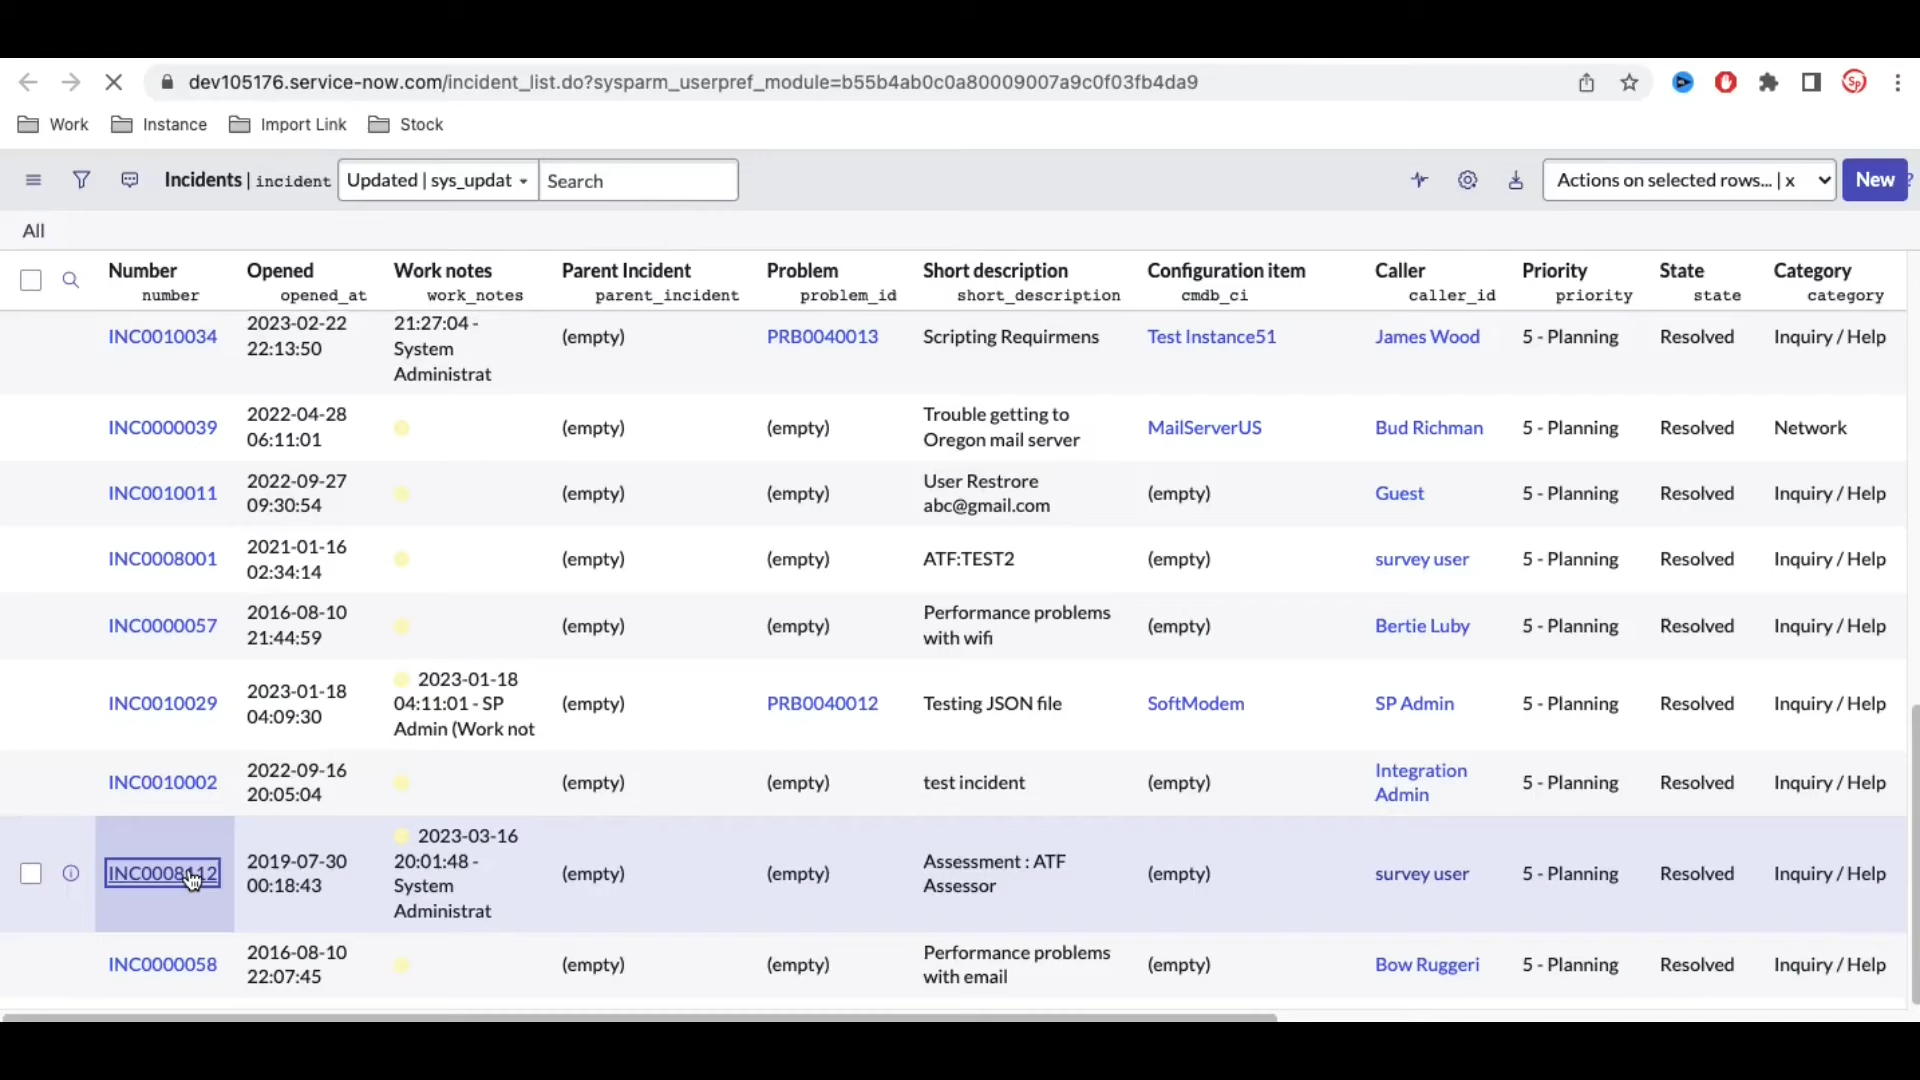 dev105176.service-now.com/incident_list.do?sysparm_userpref_module=b55b4ab0c0a80009007a9c0f03fb4da9
Sp
Work Instance Import Link Stock
Incidents | incident Updated | sys_updat Search Actions on selected rows... | x New ?
All
Number Opened Work notes Parent Incident Problem Short description Configuration item Caller Priority State Category
number opened_at work_notes parent_incident problem_id short_description cmdb_ci caller_id priority state category
INC0010034 2023-02-22 22:13:50 21:27:04 - System Administrat (empty) PRB0040013 Scripting Requirmens Test Instance51 James Wood 5 - Planning Resolved Inquiry / Help
INC0000039 2022-04-28 06:11:01 (empty) (empty) Trouble getting to Oregon mail server MailServerUS Bud Richman 5 - Planning Resolved Network
INC0010011 2022-09-27 09:30:54 (empty) (empty) User Restrore abc@gmail.com (empty) Guest 5 - Planning Resolved Inquiry / Help
INC0008001 2021-01-16 02:34:14 (empty) (empty) ATF:TEST2 (empty) survey user 5 - Planning Resolved Inquiry / Help
INC0000057 2016-08-10 21:44:59 (empty) (empty) Performance problems with wifi (empty) Bertie Luby 5 - Planning Resolved Inquiry / Help
INC0010029 2023-01-18 04:09:30 2023-01-18 04:11:01 - SP Admin (Work not (empty) PRB0040012 Testing JSON file SoftModem SP Admin 5 - Planning Resolved Inquiry / Help
INC0010002 2022-09-16 20:05:04 (empty) (empty) test incident (empty) Integration Admin 5 - Planning Resolved Inquiry / Help
2019-07-30 00:18:43 2023-03-16 20:01:48 - System Administrat (empty) (empty) Assessment : ATF Assessor (empty) survey user 5 - Planning Resolved Inquiry / Help
INC0000058 2016-08-10 22:07:45 (empty) (empty) Performance problems with email (empty) Bow Ruggeri 5 - Planning Resolved Inquiry / Help